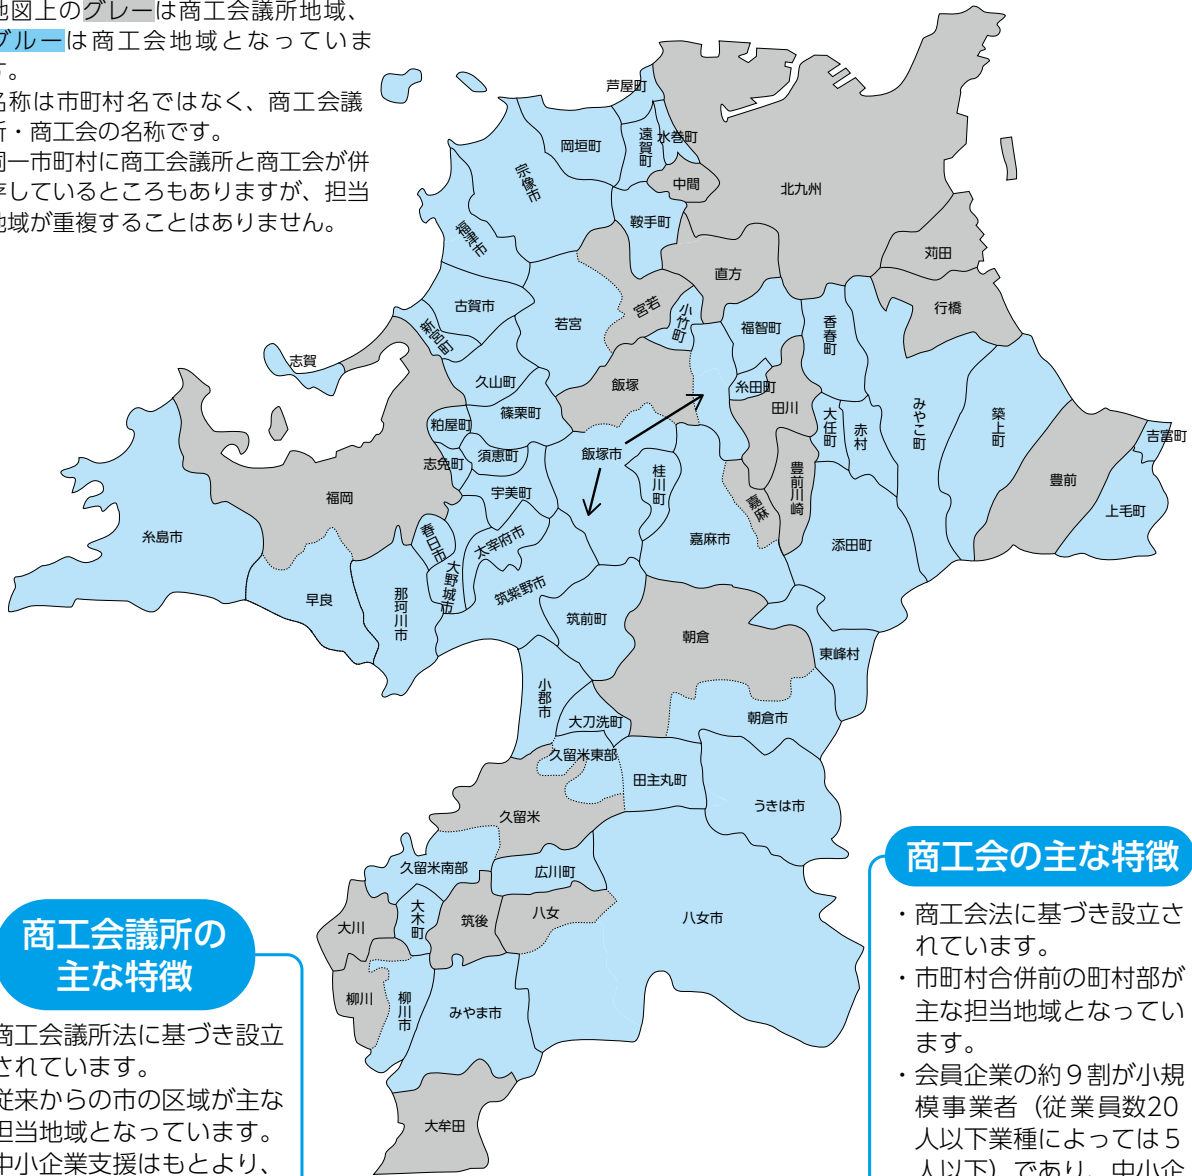 地図上のグレーは商工会議所地域、
ブルーは商工会地域となっていま
す。
名称は市町村名ではなく、商工会議
所・商工会の名称です。
同一市町村に商工会議所と商工会が併
存しているところもありますが、担当
地域が重複することはありません。
芦屋町
岡垣町
遠賀町
水巻町
中間
北九州
宗像市
鞍手町
福津市
直方
苅田
行橋
古賀市
若宮
宮若
小竹町
福智町
香春町
新宮町
志賀
久山町
飯塚
糸田町
田川
大任町
赤村
みやこ町
築上町
吉富町
豊前
上毛町
篠栗町
粕屋町
志免町
須恵町
飯塚市
桂川町
宇美町
福岡
嘉麻
豊前川崎
嘉麻市
添田町
糸島市
春日市
太宰府市
大野城市
筑紫野市
早良
那珂川市
筑前町
朝倉
東峰村
小郡市
大刀洗町
朝倉市
久留米東部
田主丸町
うきは市
久留米
久留米南部
広川町
大川
大木町
筑後
八女
八女市
柳川
柳川市
みやま市
大牟田
商工会議所の
主な特徴
商工会議所法に基づき設立
されています。
従来からの市の区域が主な
担当地域となっています。
中小企業支援はもとより、
商工会の主な特徴
・商工会法に基づき設立さ
れています。
・市町村合併前の町村部が
主な担当地域となってい
ます。
・会員企業の約9割が小規
模事業者（従業員数20
人以下業種によっては5
人以下）であり、中小企